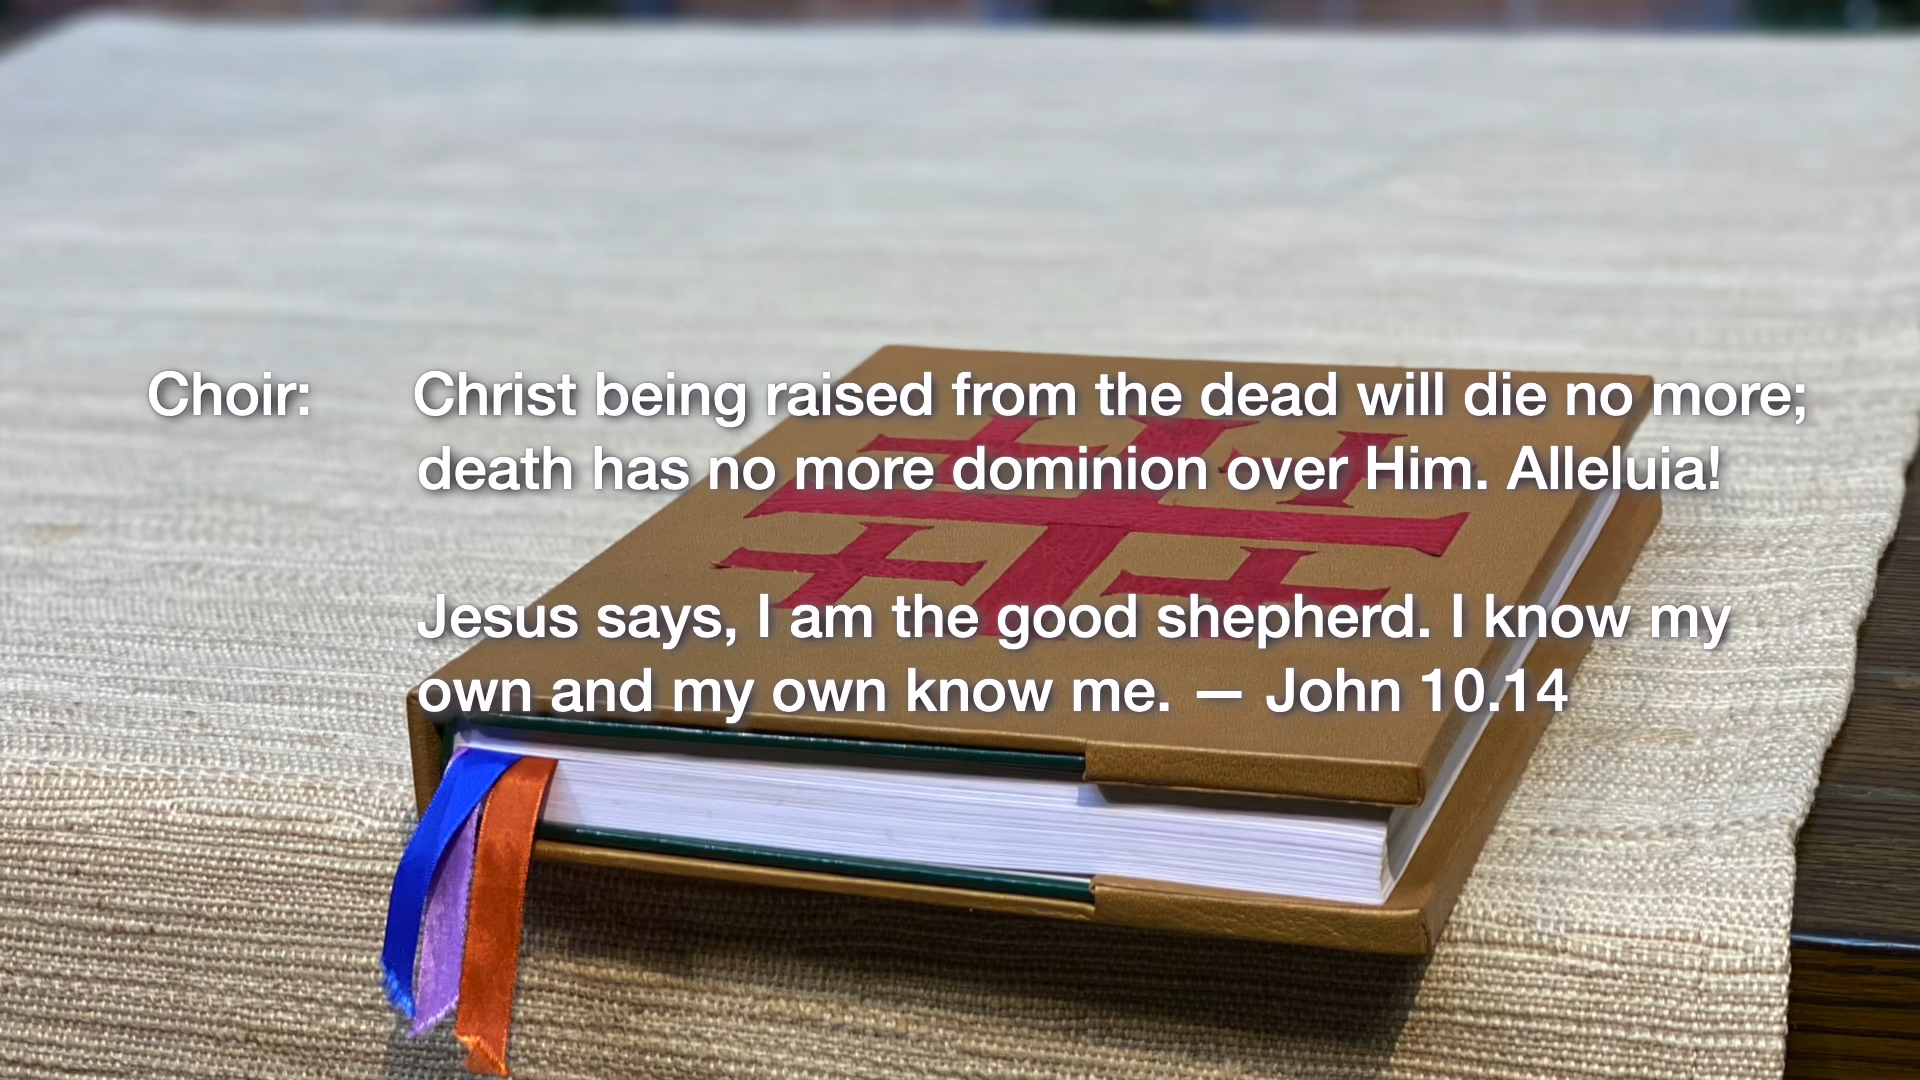 Choir: Christ being raised from the dead will die no more;
death has no more dominion over Him. Alleluia!
Jesus says, I am the good shepherd. I know my
own and my own know me. — John 10.14